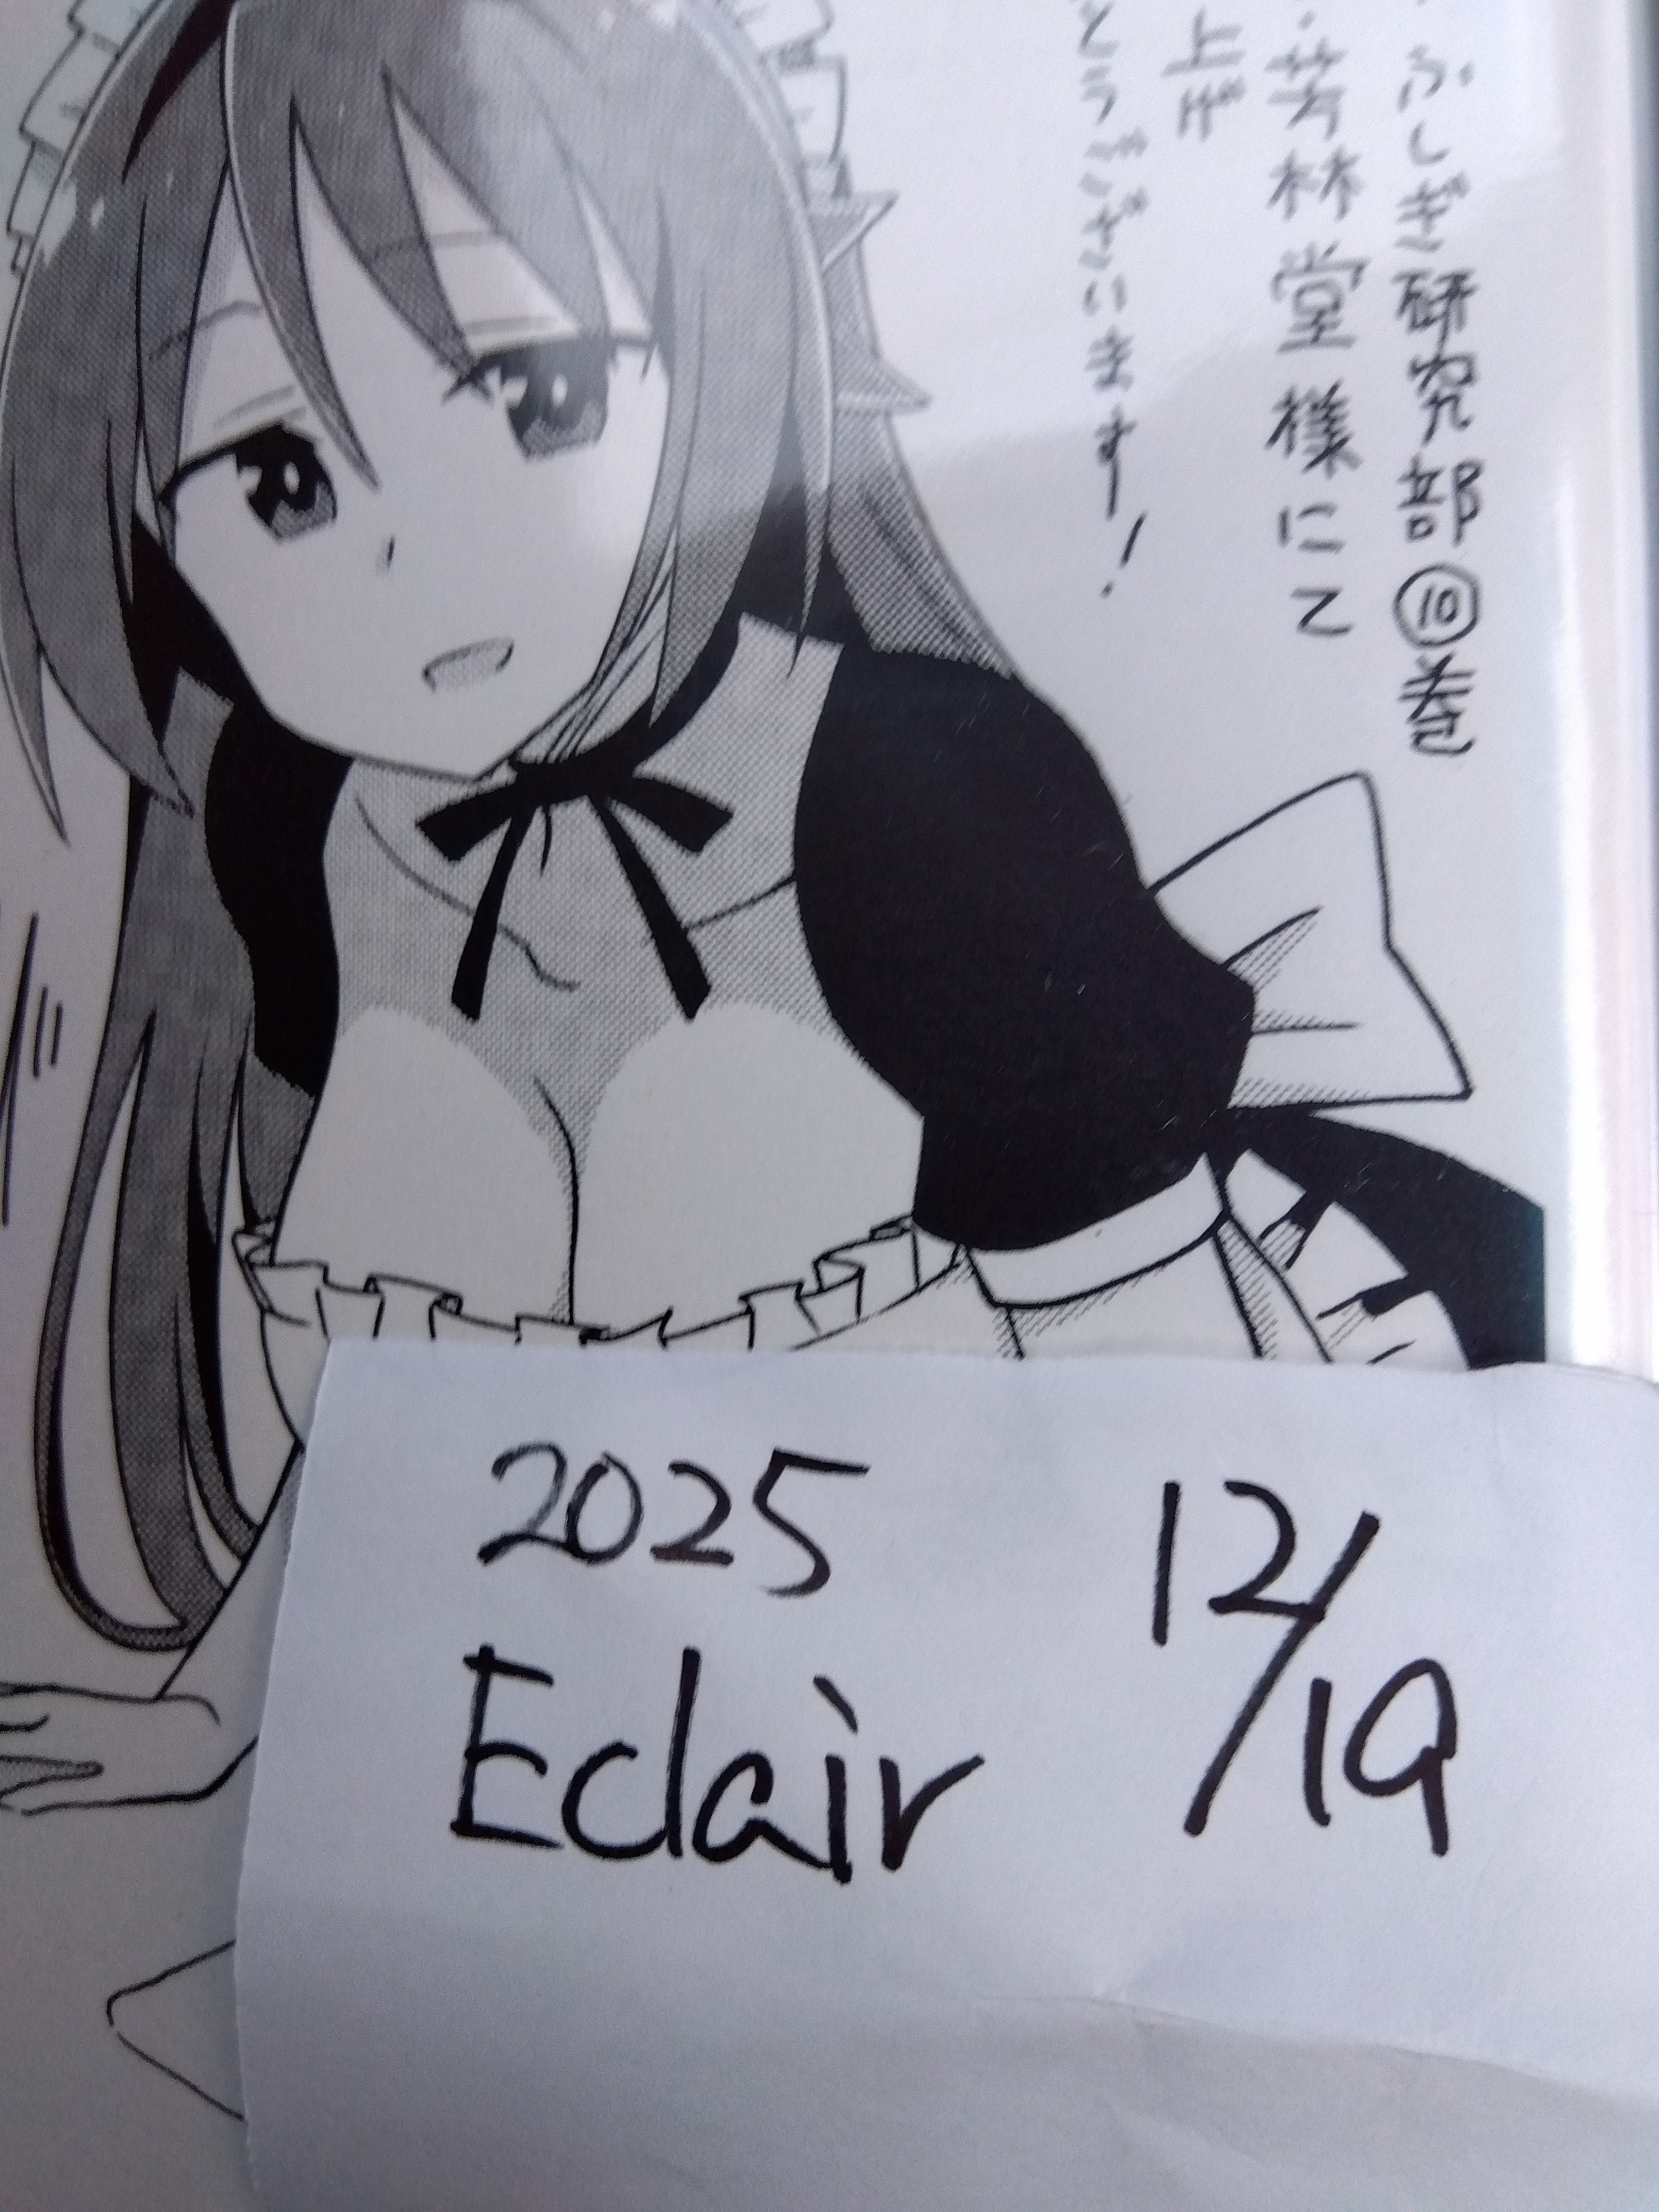 ふしぎ研究部⑩巻
芳林堂様にて
上げ
とうございます!
2025 12/19
Eclair